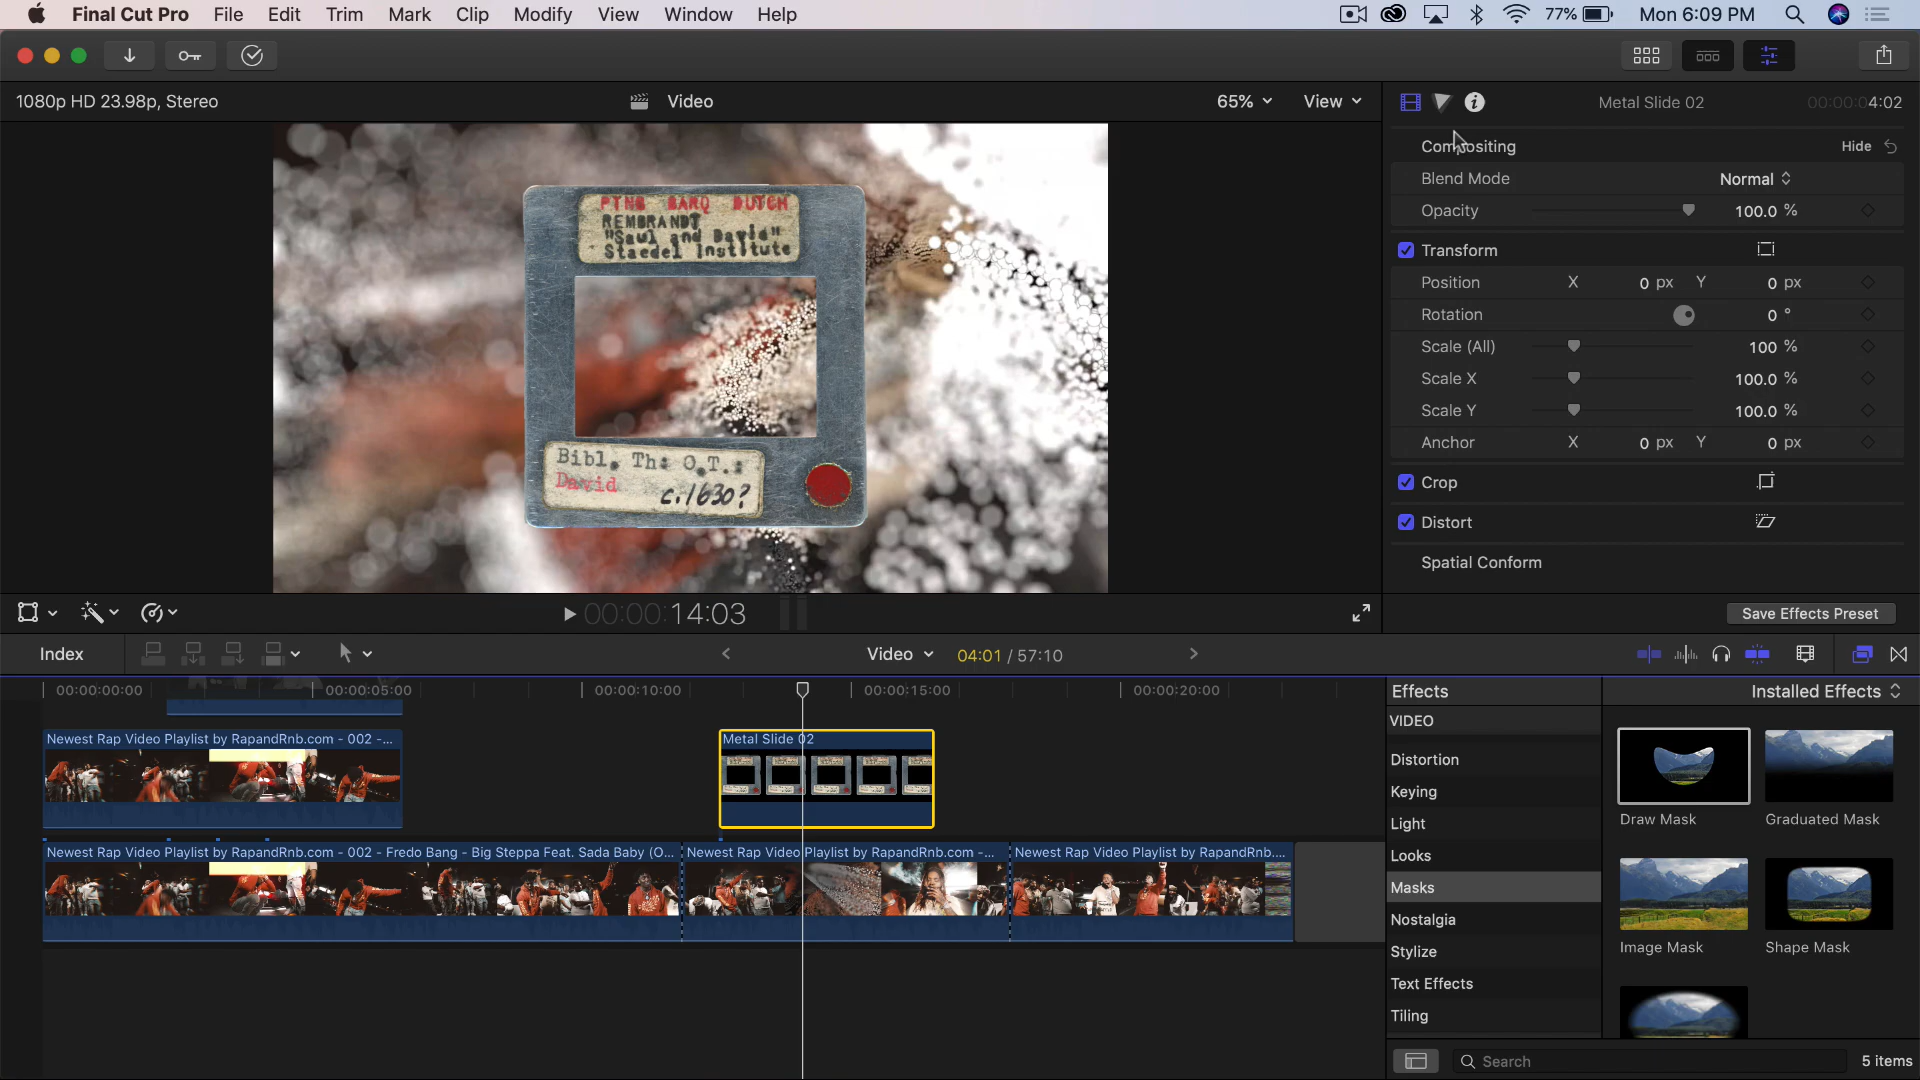 Final Cut Pro File Edit Trim Mark Clip Modify View Window Help 77% Mon 6:09 PM
1080p HD 23.98p, Stereo Video 65% View Metal Slide 02 00:00:04:02
PTNG BARQ DUTCH
REMBRANDT
"Saul and David"
Staedel Institute
Bibl. Th: O.T.:
David c.1630?
Compositing Hide
Blend Mode Normal
Opacity 100.0 %
Transform
Position X 0 px Y 0 px
Rotation 0 °
Scale (All) 100 %
Scale X 100.0 %
Scale Y 100.0 %
Anchor X 0 px Y 0 px
Crop
Distort
Spatial Conform
00:00:14:03 Save Effects Preset
Index Video 04:01 / 57:10
00:00:00:00 00:00:05:00 00:00:10:00 00:00:15:00 00:00:20:00
Newest Rap Video Playlist by RapandRnb.com - 002 -... Metal Slide 02
Newest Rap Video Playlist by RapandRnb.com - 002 - Fredo Bang - Big Steppa Feat. Sada Baby (O... Newest Rap Video Playlist by RapandRnb.com -... Newest Rap Video Playlist by RapandRnb....
Effects Installed Effects
VIDEO
Distortion
Keying
Light
Looks
Masks
Nostalgia
Stylize
Text Effects
Tiling
Draw Mask Graduated Mask
Image Mask Shape Mask
Search 5 items